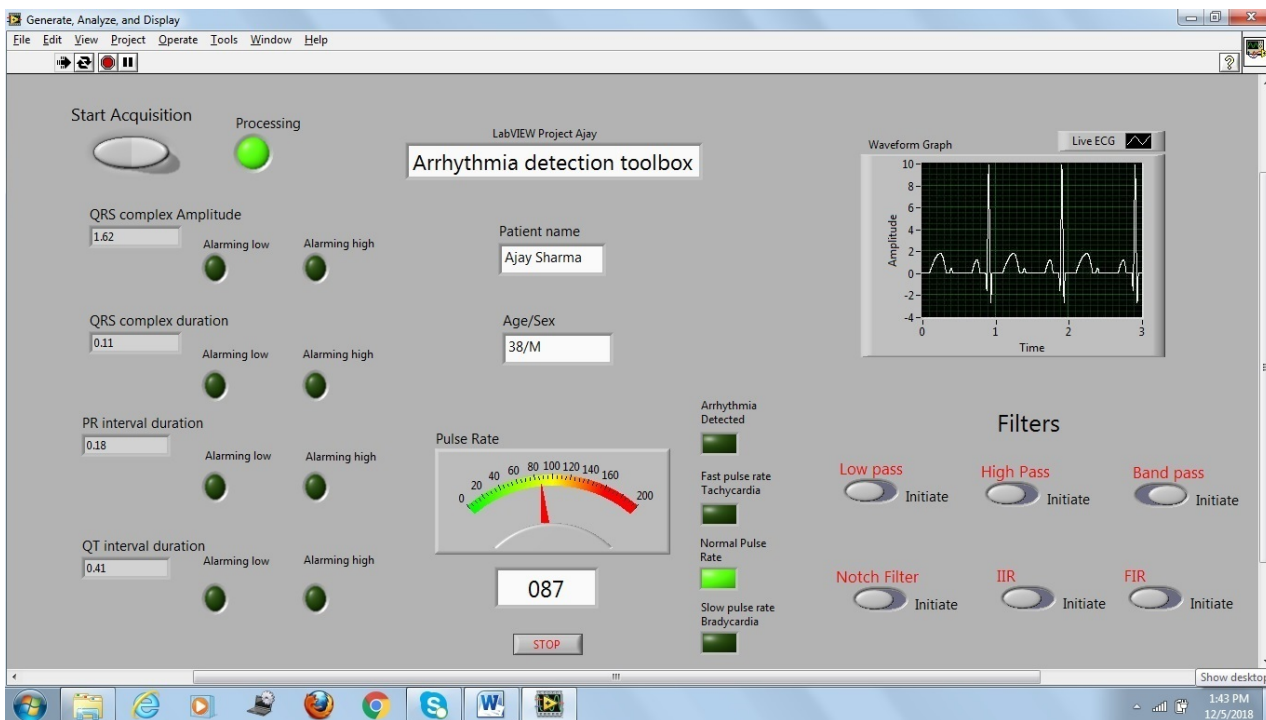 Generate, Analyze, and Display
File Edit View Project Operate Tools Window Help
Start Acquisition
Processing
LabVIEW Project Ajay
Arrhythmia detection toolbox
Waveform Graph
Live ECG
10
8
6
4
2
0
-2
-4
Amplitude
0 1 2 3
Time
QRS complex Amplitude
1.62
Alarming low
Alarming high
Patient name
Ajay Sharma
QRS complex duration
0.11
Alarming low
Alarming high
Age/Sex
38/M
PR interval duration
0.18
Alarming low
Alarming high
QT interval duration
0.41
Alarming low
Alarming high
Pulse Rate
0 20 40 60 80 100 120 140 160 200
087
STOP
Arrhythmia
Detected
Fast pulse rate
Tachycardia
Normal Pulse
Rate
Slow pulse rate
Bradycardia
Filters
Low pass
Initiate
High Pass
Initiate
Band pass
Initiate
Notch Filter
Initiate
IIR
Initiate
FIR
Initiate
Show desktop
1:43 PM
12/5/2018